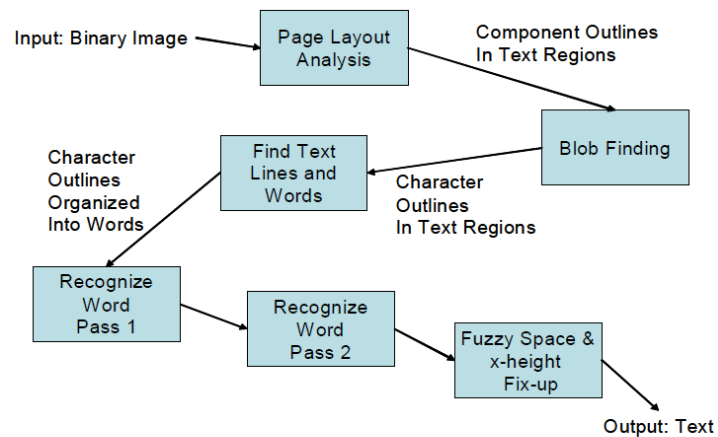 Input: Binary Image
Page Layout
Analysis
Component Outlines
In Text Regions
Blob Finding
Character
Outlines
In Text Regions
Find Text
Lines and
Words
Character
Outlines
Organized
Into Words
Recognize
Word
Pass 1
Recognize
Word
Pass 2
Fuzzy Space &
x-height
Fix-up
Output: Text